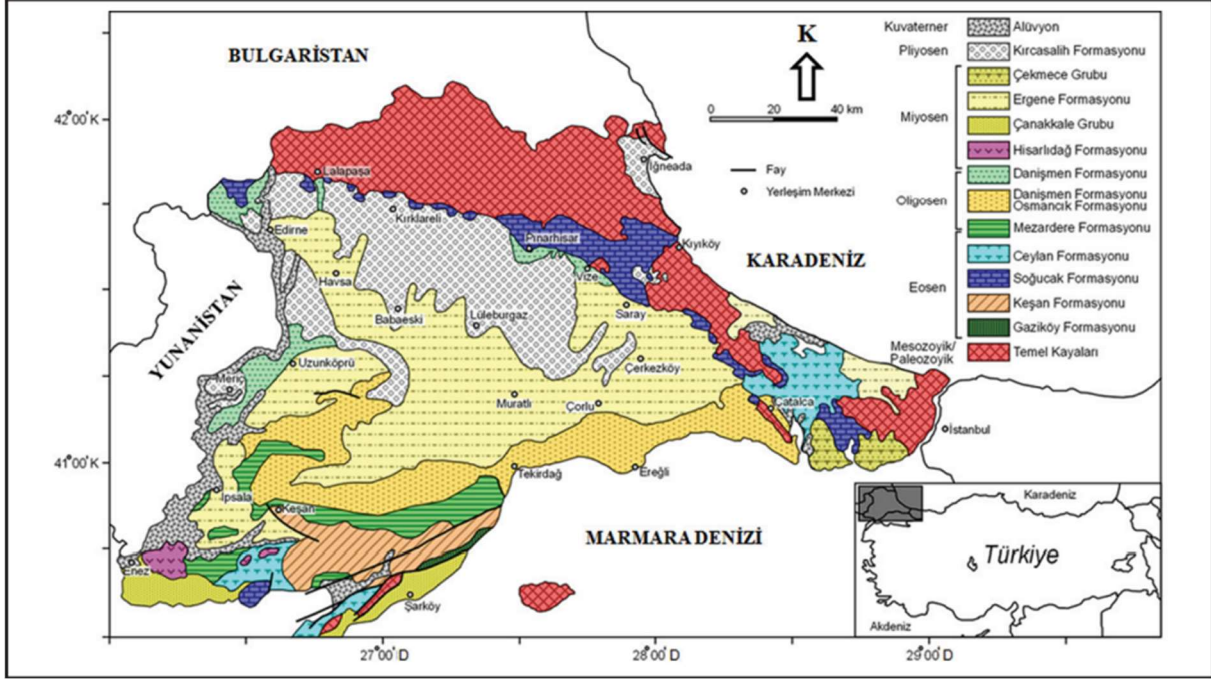 BULGARİSTAN
YUNANİSTAN
KARADENİZ
MARMARA DENİZİ
K
0 20 40 km
Fay
Yerleşim Merkezi
Kuvaterner
Alüvyon
Pliyosen
Kırcasalih Formasyonu
Miyosen
Çekmece Grubu
Ergene Formasyonu
Çanakkale Grubu
Hisarlıdağ Formasyonu
Oligosen
Danişmen Formasyonu
Danişmen Formasyonu
Osmancık Formasyonu
Mezardere Formasyonu
Eosen
Ceylan Formasyonu
Soğucak Formasyonu
Keşan Formasyonu
Gaziköy Formasyonu
Mesozoyik/
Paleozoyik
Temel Kayaları
42°00' K
41°00' K
27°00' D
28°00' D
29°00' D
Lalapaşa
İğneada
Kırklareli
Edirne
Pınarhisar
Kıyıköy
Vize
Havsa
Babaeski
Lüleburgaz
Saray
Uzunköprü
Çerkezköy
Meriç
Muratlı
Çorlu
Çatalca
İstanbul
Tekirdağ
Ereğli
İpsala
Keşan
Enez
Şarköy
Karadeniz
Türkiye
Akdeniz